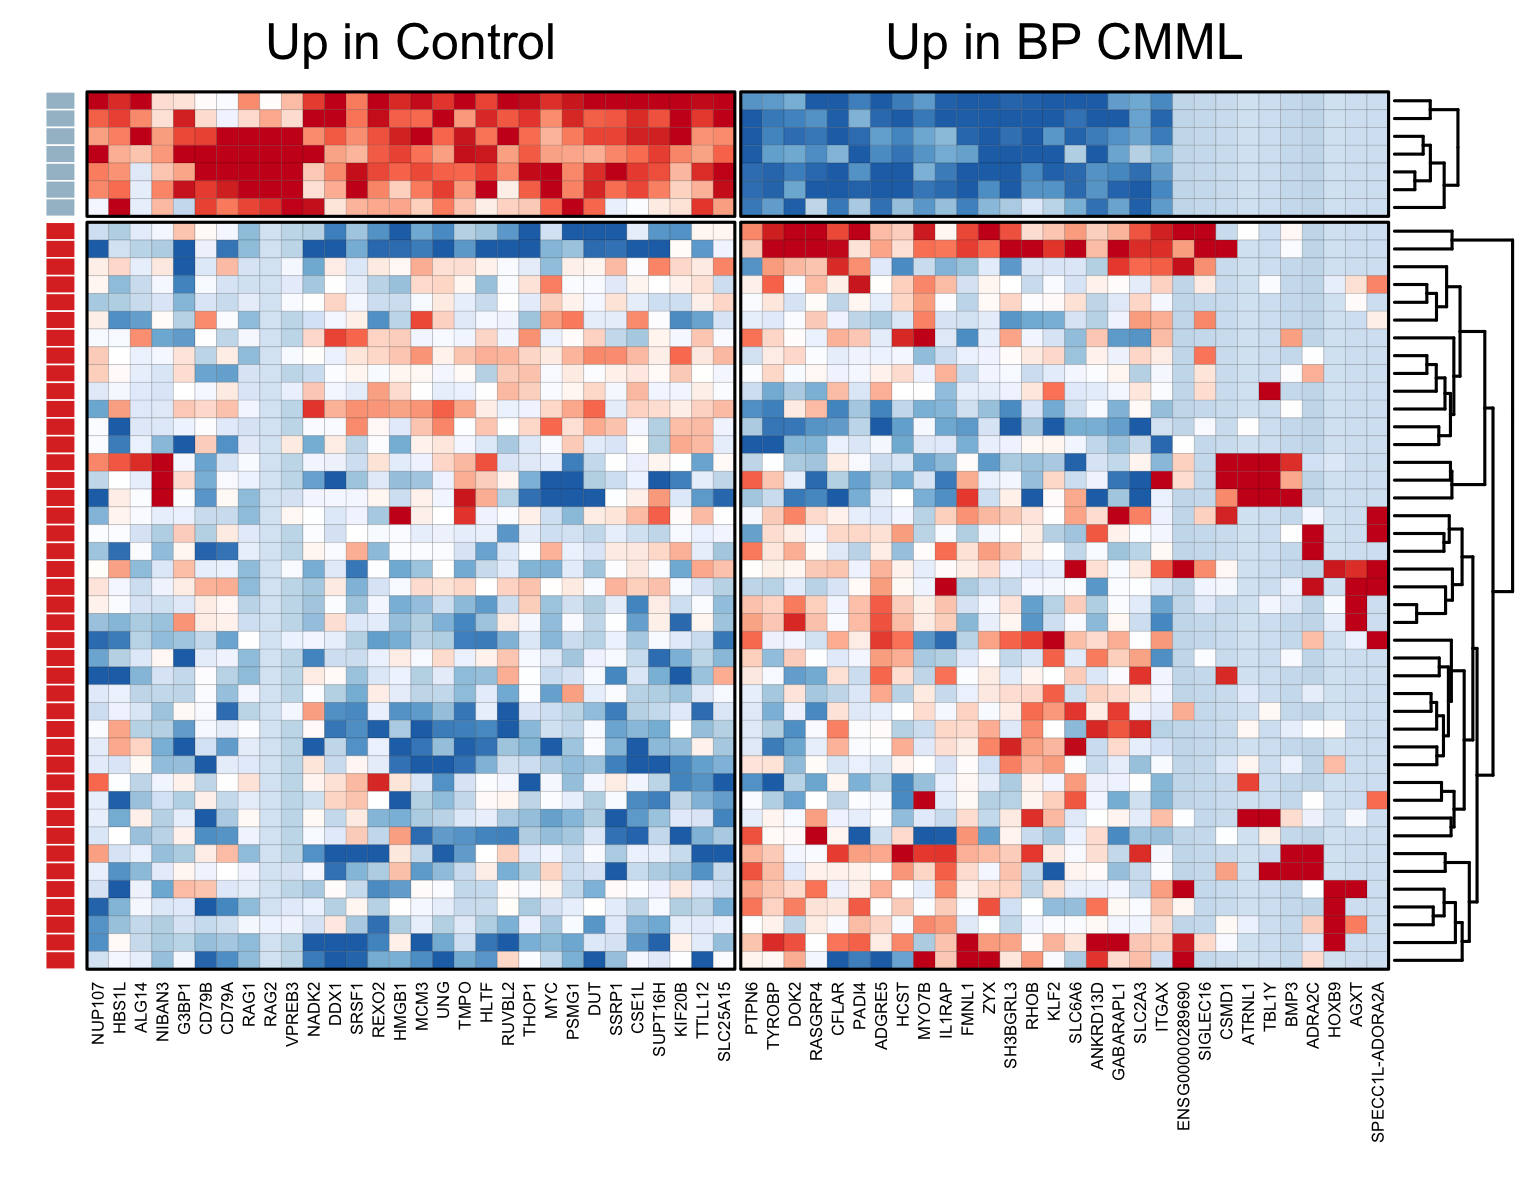 Up in Control
Up in BP CMML
NUP107
HBS1L
ALG14
NIBAN3
G3BP1
CD79B
CD79A
RAG1
RAG2
VPREB3
NADK2
DDX1
SRSF1
REXO2
HMGB1
MCM3
UNG
TMPO
HLTF
RUVBL2
THOP1
MYC
PSMG1
DUT
SSRP1
CSE1L
SUPT16H
KIF20B
TTLL12
SLC25A15
PTPN6
TYROBP
DOK2
RASGRP4
CFLAR
PADI4
ADGRE5
HCST
MYO7B
IL1RAP
FMNL1
ZYX
SH3BGRL3
RHOB
KLF2
SLC6A6
ANKRD13D
GABARAPL1
SLC2A3
ITGAX
ENSG00000289690
SIGLEC16
CSMD1
ATRNL1
TBL1Y
BMP3
ADRA2C
HOXB9
AGXT
SPECC1L-ADORA2A